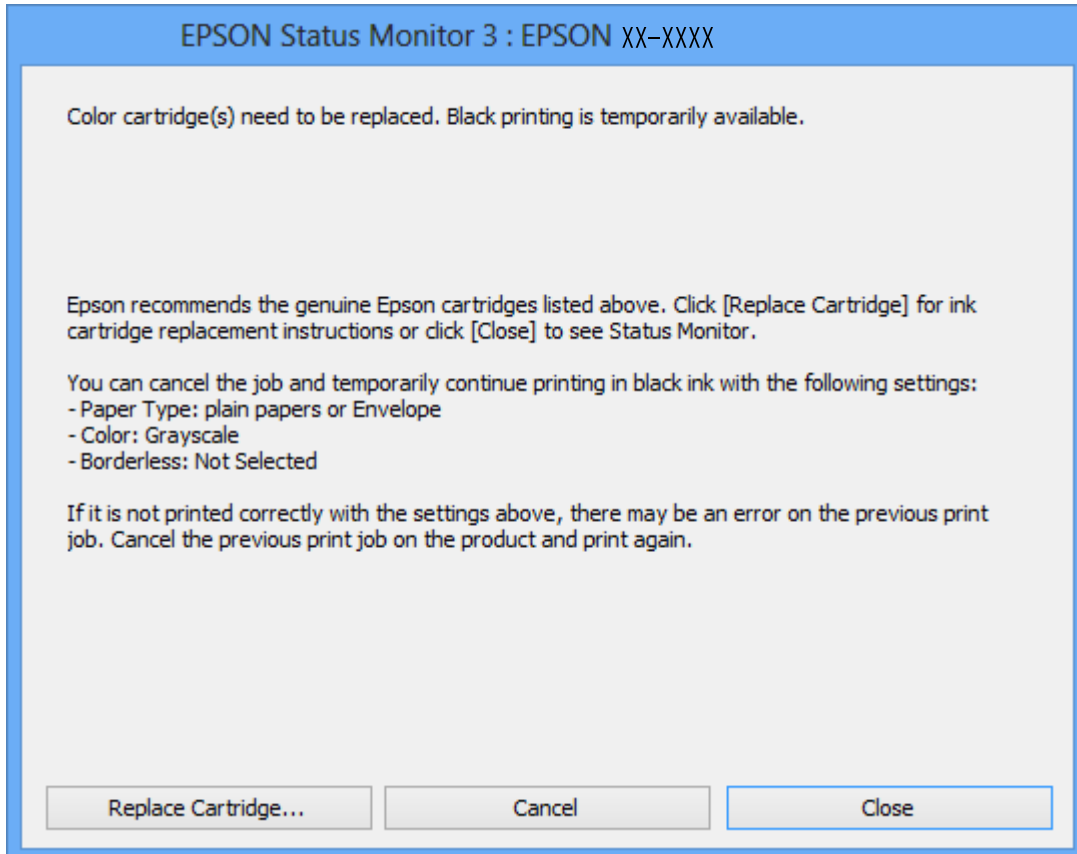 EPSON Status Monitor 3 : EPSON XX-XXXX
Color cartridge(s) need to be replaced. Black printing is temporarily available.
Epson recommends the genuine Epson cartridges listed above. Click [Replace Cartridge] for ink
cartridge replacement instructions or click [Close] to see Status Monitor.
You can cancel the job and temporarily continue printing in black ink with the following settings:
- Paper Type: plain papers or Envelope
- Color: Grayscale
- Borderless: Not Selected
If it is not printed correctly with the settings above, there may be an error on the previous print
job. Cancel the previous print job on the product and print again.
Replace Cartridge... Cancel Close